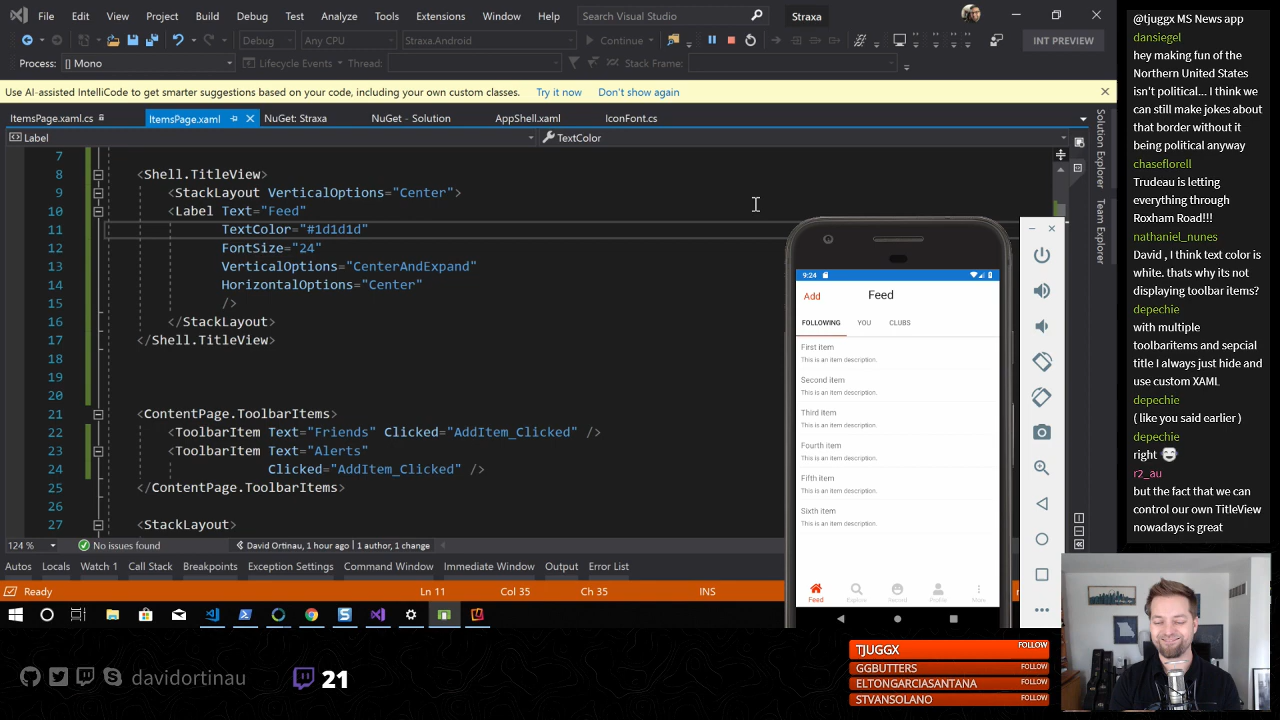 File Edit View Project Build Debug Test Analyze Tools Extensions Window Help Search Visual Studio Straxa
Debug Any CPU Straxa.Android Continue INT PREVIEW
Process: [] Mono Lifecycle Events Thread: Stack Frame:
Use AI-assisted IntelliCode to get smarter suggestions based on your code, including your own custom classes. Try it now Don't show again
ItemsPage.xaml.cs ItemsPage.xaml NuGet: Straxa NuGet - Solution AppShell.xaml IconFont.cs
Label TextColor
7
8 <Shell.TitleView>
9 <StackLayout VerticalOptions="Center">
10 <Label Text="Feed"
11 TextColor="#1d1d1d"
12 FontSize="24"
13 VerticalOptions="CenterAndExpand"
14 HorizontalOptions="Center"
15 />
16 </StackLayout>
17 </Shell.TitleView>
18
19
20
21 <ContentPage.ToolbarItems>
22 <ToolbarItem Text="Friends" Clicked="AddItem_Clicked" />
23 <ToolbarItem Text="Alerts"
24 Clicked="AddItem_Clicked" />
25 </ContentPage.ToolbarItems>
26
27 <StackLayout>
124 % No issues found David Ortinau, 1 hour ago | 1 author, 1 change
Autos Locals Watch 1 Call Stack Breakpoints Exception Settings Command Window Immediate Window Output Error List
Ready Ln 11 Col 35 Ch 35 INS
Solution Explorer
Team Explorer
9:24
Add Feed
FOLLOWING YOU CLUBS
First item
This is an item description.
Second item
This is an item description.
Third item
This is an item description.
Fourth item
This is an item description.
Fifth item
This is an item description.
Sixth item
This is an item description.
Feed Explore Record Profile More
@tjuggx MS News app
dansiegel
hey making fun of the
Northern United States
isn't political... I think we
can still make jokes about
that border without it
being political anyway
chaseflorell
Trudeau is letting
everything through
Roxham Road!!!
nathaniel_nunes
David , I think text color is
white. thats why its not
displaying toolbar items?
depechie
with multiple
toolbaritems and sepcial
title I always just hide and
use custom XAML
depechie
( like you said earlier )
depechie
right
r2_au
but the fact that we can
control our own TitleView
nowadays is great
davidortinau 21
TJUGGX FOLLOW
GGBUTTERS FOLLOW
ELTONGARCIASANTANA FOLLOW
STVANSOLANO FOLLOW